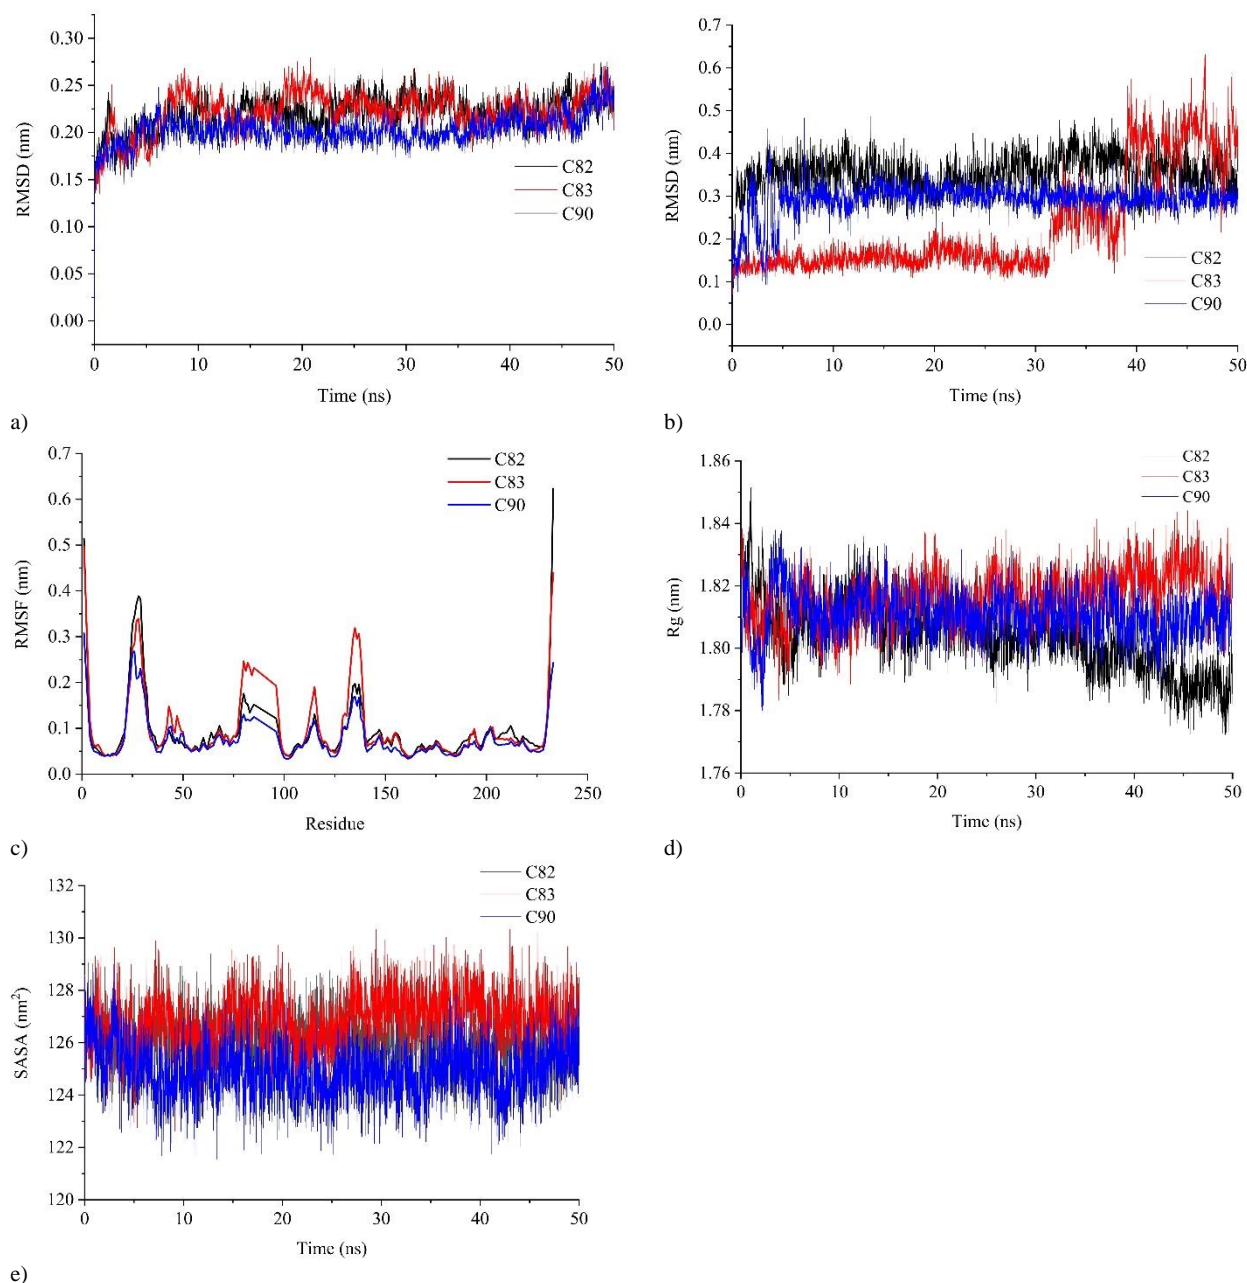 0.30
0.25
0.20
0.15
0.10
0.05
0.00
RMSD (nm)
C82
C83
C90
0 10 20 30 40 50
Time (ns)
a)
0.7
0.6
0.5
0.4
0.3
0.2
0.1
0.0
RMSD (nm)
C82
C83
C90
0 10 20 30 40 50
Time (ns)
b)
0.7
0.6
0.5
0.4
0.3
0.2
0.1
0.0
RMSF (nm)
C82
C83
C90
0 50 100 150 200 250
Residue
c)
1.86
1.84
1.82
1.80
1.78
1.76
Rg (nm)
C82
C83
C90
0 10 20 30 40 50
Time (ns)
d)
132
130
128
126
124
122
120
SASA (nm²)
C82
C83
C90
0 10 20 30 40 50
Time (ns)
e)